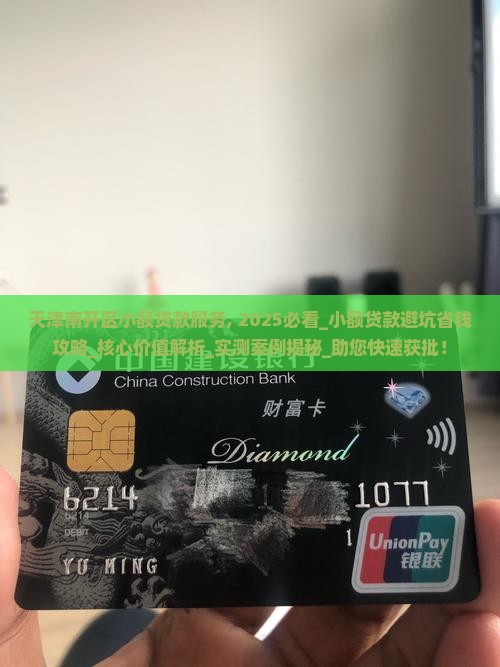 天津南开区小额贷款服务, 2025必看_小额贷款避坑省钱
攻略_核心价值解析_实测案例揭秘_助您快速获批！
中国建设银行
China Construction Bank
财富卡
Diamond
6214 1077
6214
DEBIT
1
YU MING
UnionPay
银联